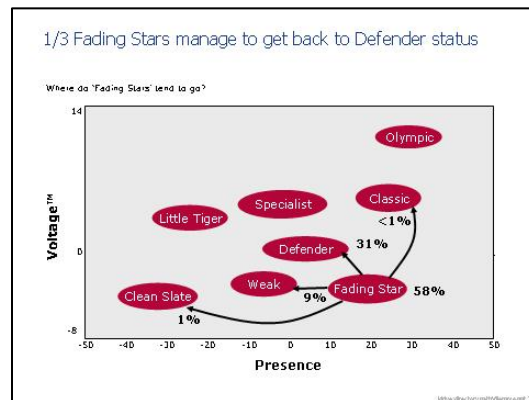 1/3 Fading Stars manage to get back to Defender status
Where do 'Fading Stars' tend to go?
14
Olympic
Classic
<1%
Specialist
Little Tiger
Voltage™
0
Defender
31%
Weak
9%
Fading Star
58%
Clean Slate
1%
-8
-50 -40 -30 -20 -10 0 10 20 30 40 50
Presence